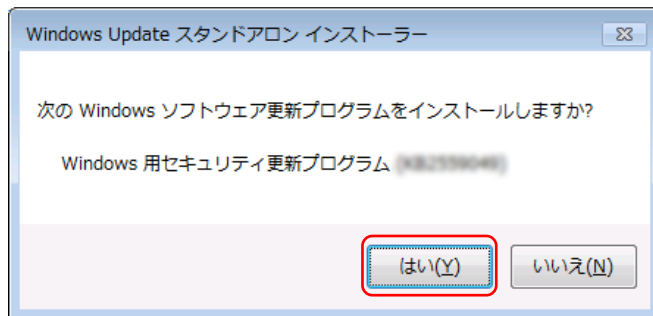 Windows Update スタンドアロン インストーラー
次の Windows ソフトウェア更新プログラムをインストールしますか?
Windows 用セキュリティ更新プログラム
はい(Y)
いいえ(N)